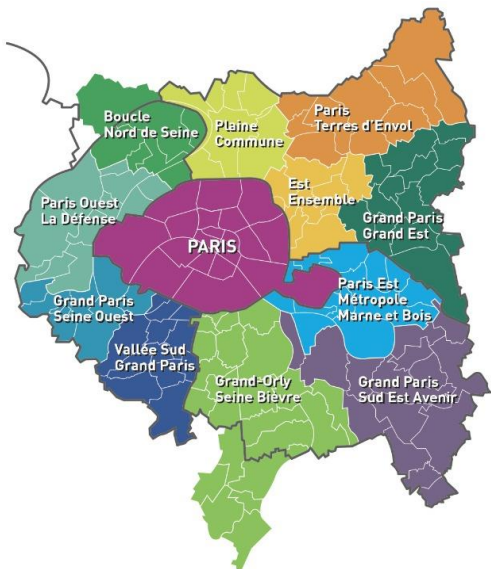 Boucle
Nord de Seine
Plaine
Commune
Paris
Terres d'Envol
Paris Ouest
La Défense
Est
Ensemble
Grand Paris
Grand Est
PARIS
Grand Paris
Seine Ouest
Paris Est
Métropole
Marne et Bois
Vallée Sud
Grand Paris
Grand-Orly
Seine Bièvre
Grand Paris
Sud Est Avenir